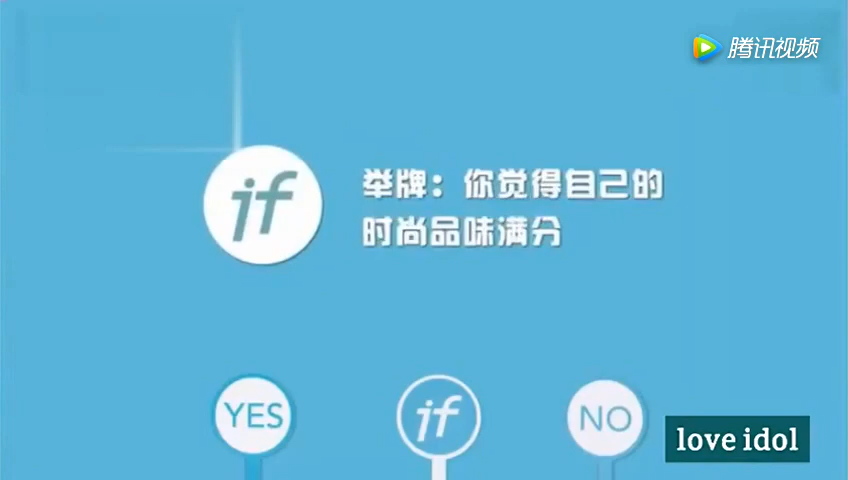 腾讯视频
if
举牌：你觉得自己的
时尚品味满分
YES
if
NO
love idol